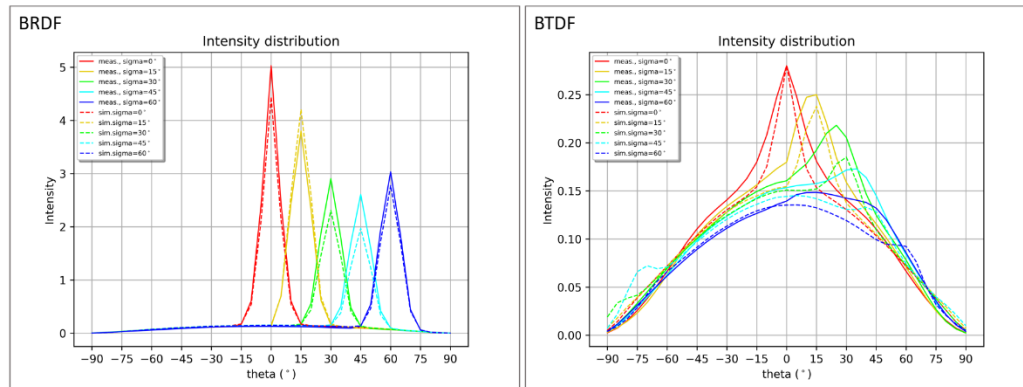 BRDF
Intensity distribution
meas., sigma=0°
meas., sigma=15°
meas., sigma=30°
meas., sigma=45°
meas., sigma=60°
sim.sigma=0°
sim.sigma=15°
sim.sigma=30°
sim.sigma=45°
sim.sigma=60°
5
4
3
2
1
0
Intensity
−90 −75 −60 −45 −30 −15 0 15 30 45 60 75 90
theta (°)
BTDF
Intensity distribution
meas., sigma=0°
meas., sigma=15°
meas., sigma=30°
meas., sigma=45°
meas., sigma=60°
sim.sigma=0°
sim.sigma=15°
sim.sigma=30°
sim.sigma=45°
sim.sigma=60°
0.25
0.20
0.15
0.10
0.05
0.00
Intensity
−90 −75 −60 −45 −30 −15 0 15 30 45 60 75 90
theta (°)